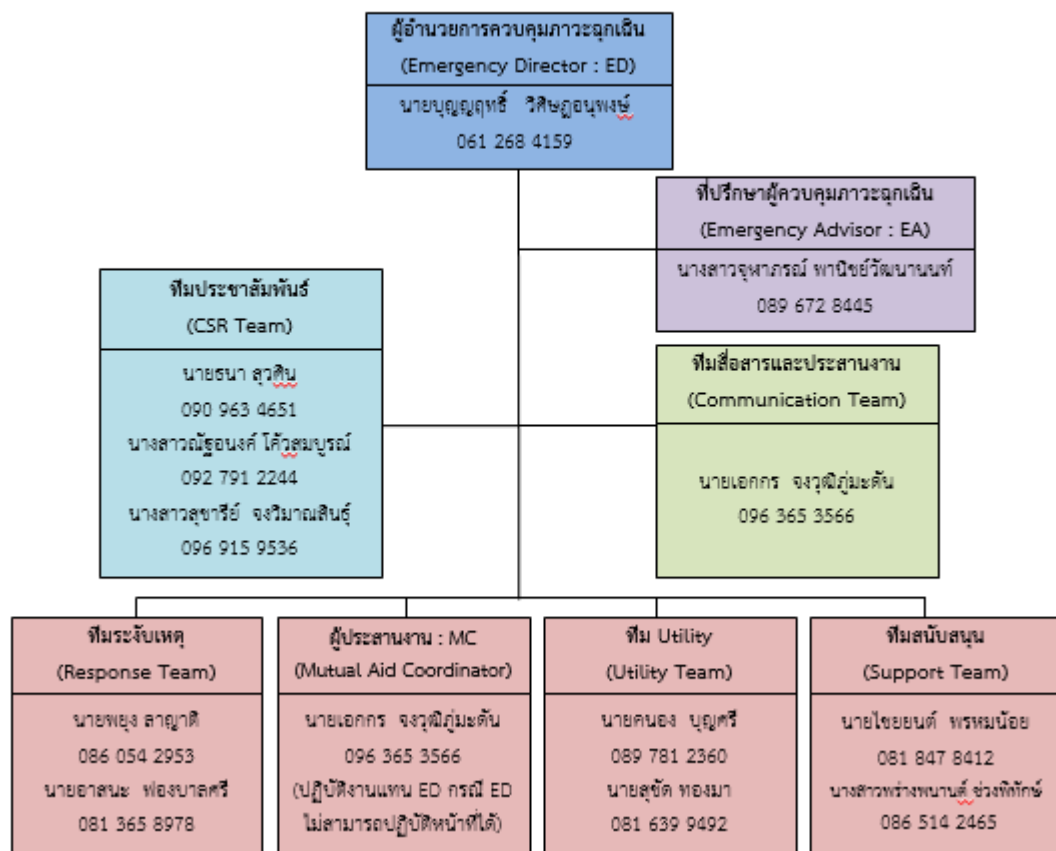 ผู้อำนวยการควบคุมภาวะฉุกเฉิน
(Emergency Director : ED)
นายบุญญฤทธิ์ วิศิษฎอนุพงษ์
061 268 4159
ที่ปรึกษาผู้ควบคุมภาวะฉุกเฉิน
(Emergency Advisor : EA)
นางสาวจุฬาภรณ์ พานิชย์วัฒนานนท์
089 672 8445
ทีมประชาสัมพันธ์
(CSR Team)
นายธนา สุวคิน
090 963 4651
นางสาวณัฐอนงค์ โค้วสมบูรณ์
092 791 2244
นางสาวสุชารีย์ จงวิมาณสินธุ์
096 915 9536
ทีมสื่อสารและประสานงาน
(Communication Team)
นายเอกกร จงวุฒิภู่มะดัน
096 365 3566
ทีมระงับเหตุ
(Response Team)
นายพยุง ลาญาติ
086 054 2953
นายอาสนะ ฟองบาลศรี
081 365 8978
ผู้ประสานงาน : MC
(Mutual Aid Coordinator)
นายเอกกร จงวุฒิภู่มะดัน
096 365 3566
(ปฏิบัติงานแทน ED กรณี ED
ไม่สามารถปฏิบัติหน้าที่ได้)
ทีม Utility
(Utility Team)
นายคนอง บุญศรี
089 781 2360
นายสุชัด ทองมา
081 639 9492
ทีมสนับสนุน
(Support Team)
นายไชยยนต์ พรหมน้อย
081 847 8412
นางสาวพร่างพนานต์ ช่วงพิทักษ์
086 514 2465